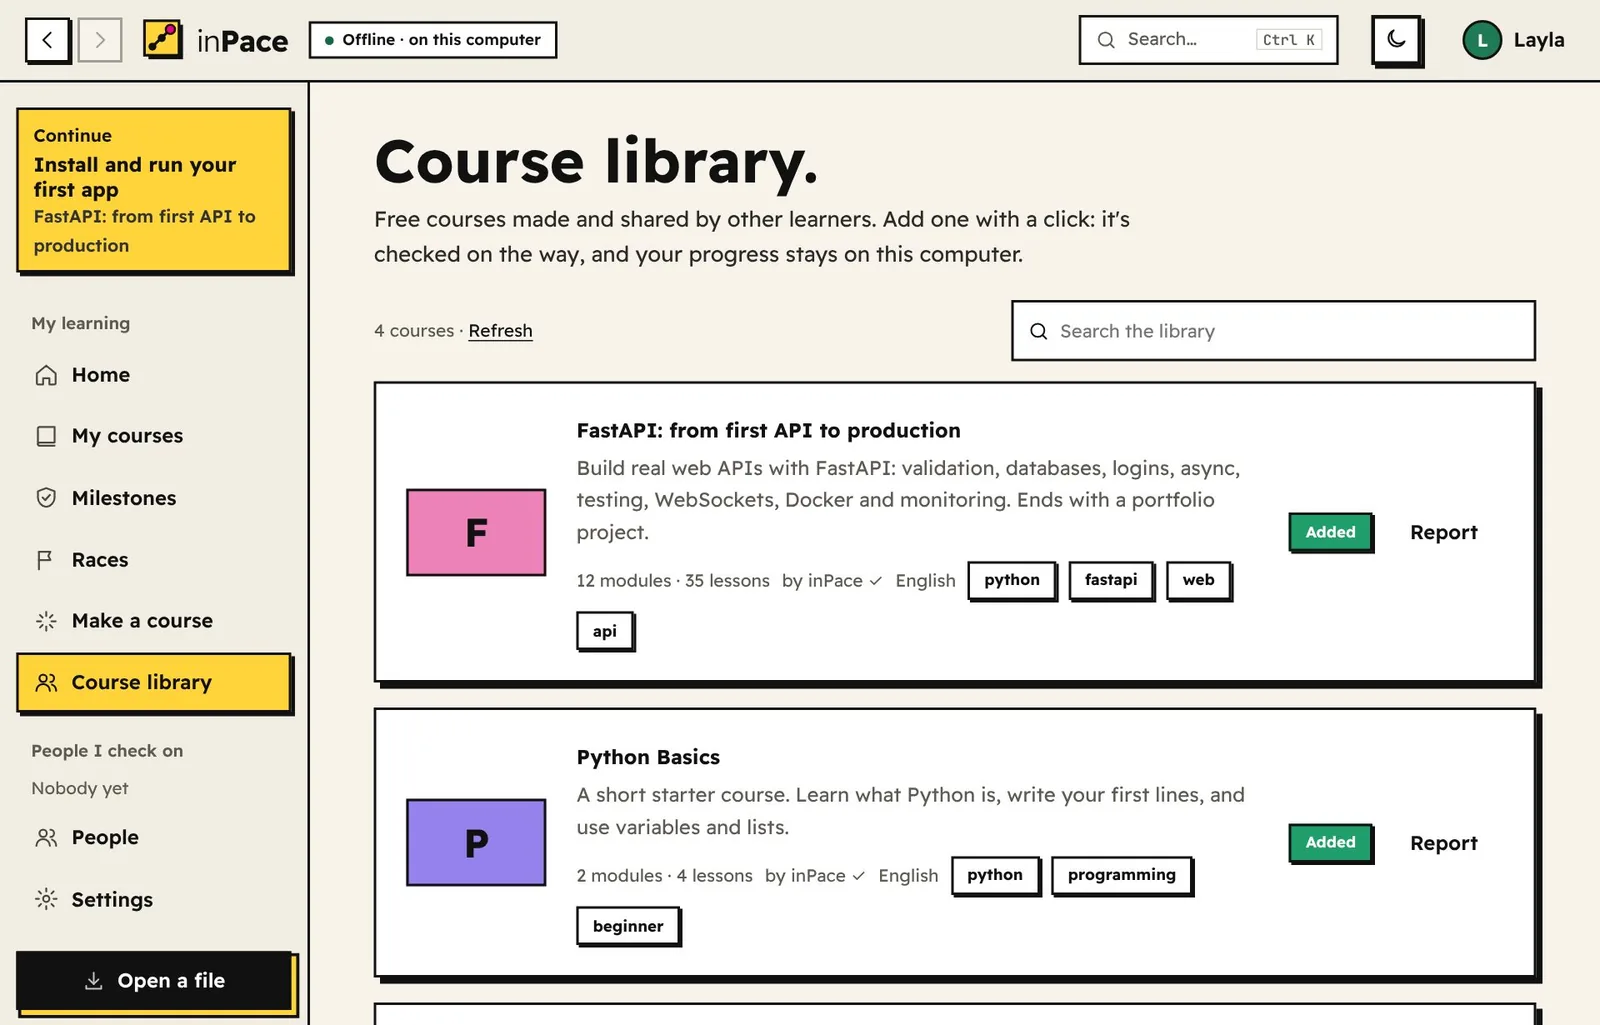 inPace
Offline · on this computer
Search...
Ctrl K
L
Layla
Continue
Install and run your
first app
FastAPI: from first API to
production
My learning
Home
My courses
Milestones
Races
Make a course
Course library
People I check on
Nobody yet
People
Settings
Open a file
Course library.
Free courses made and shared by other learners. Add one with a click: it's
checked on the way, and your progress stays on this computer.
4 courses · Refresh
Search the library
F
FastAPI: from first API to production
Build real web APIs with FastAPI: validation, databases, logins, async,
testing, WebSockets, Docker and monitoring. Ends with a portfolio
project.
12 modules · 35 lessons by inPace ✓ English python fastapi web
api
Added
Report
P
Python Basics
A short starter course. Learn what Python is, write your first lines, and
use variables and lists.
2 modules · 4 lessons by inPace ✓ English python programming
beginner
Added
Report